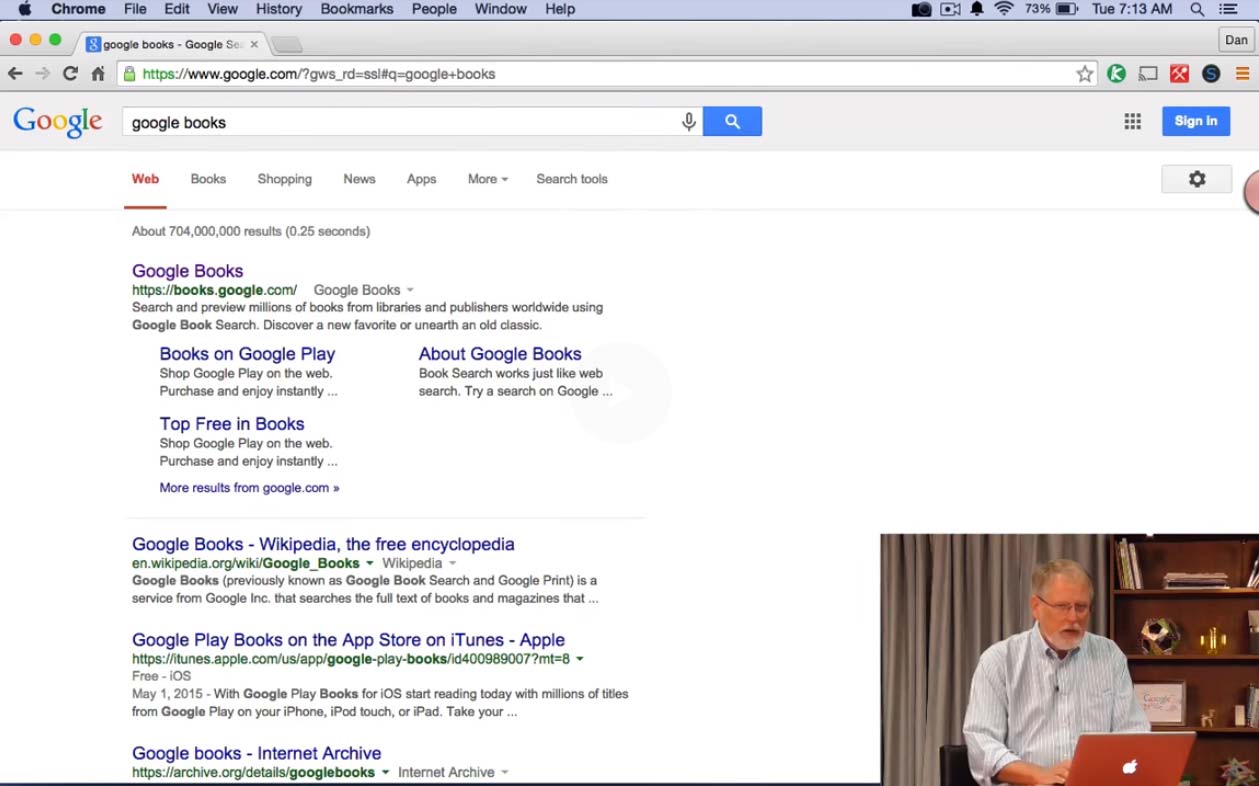 Chrome File Edit View History Bookmarks People Window Help 73% Tue 7:13 AM
google books - Google Sea Dan
https://www.google.com/?gws_rd=ssl#q=google+books
Google google books Sign in
Web Books Shopping News Apps More Search tools
About 704,000,000 results (0.25 seconds)
Google Books
https://books.google.com/ Google Books
Search and preview millions of books from libraries and publishers worldwide using
Google Book Search. Discover a new favorite or unearth an old classic.
Books on Google Play
Shop Google Play on the web.
Purchase and enjoy instantly ...
About Google Books
Book Search works just like web
search. Try a search on Google ...
Top Free in Books
Shop Google Play on the web.
Purchase and enjoy instantly ...
More results from google.com »
Google Books - Wikipedia, the free encyclopedia
en.wikipedia.org/wiki/Google_Books Wikipedia
Google Books (previously known as Google Book Search and Google Print) is a
service from Google Inc. that searches the full text of books and magazines that ...
Google Play Books on the App Store on iTunes - Apple
https://itunes.apple.com/us/app/google-play-books/id400989007?mt=8
Free - iOS
May 1, 2015 - With Google Play Books for iOS start reading today with millions of titles
from Google Play on your iPhone, iPod touch, or iPad. Take your ...
Google books - Internet Archive
https://archive.org/details/googlebooks Internet Archive
Google